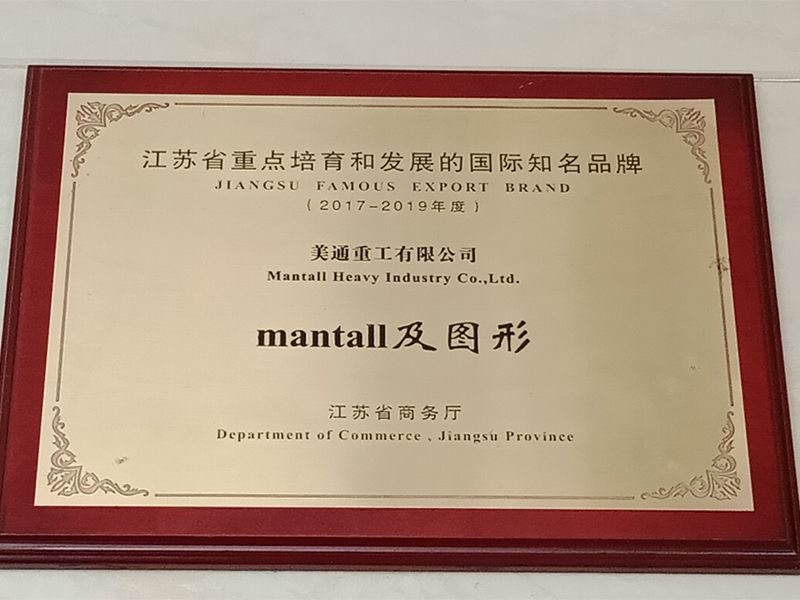 江苏省重点培育和发展的国际知名品牌
JIANGSU FAMOUS EXPORT BRAND
(2017-2019年度)
美通重工有限公司
Mantall Heavy Industry Co.,Ltd.
mantall及图形
江苏省商务厅
Department of Commerce , Jiangsu Province